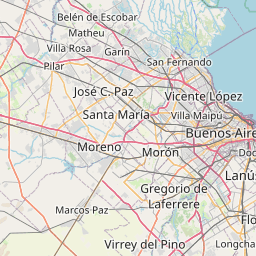 Belén de Escobar
Matheu
Villa Rosa
Garín
Pilar
San Fernando
José C. Paz
Vicente López
Santa María
Villa Maipú
Buenos Aire
Moreno
Morón
Do
Lanú
Gregorio de
Laferrere
Marcos Paz
Flo
Virrey del Pino
Longcha